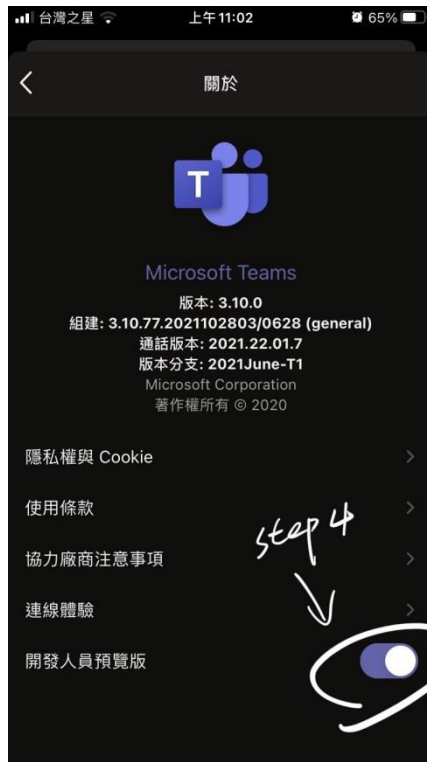 台灣之星
上午11:02
65%
關於
T
Microsoft Teams
版本: 3.10.0
組建: 3.10.77.2021102803/0628 (general)
通話版本: 2021.22.01.7
版本分支: 2021June-T1
Microsoft Corporation
著作權所有 © 2020
隱私權與 Cookie
使用條款
協力廠商注意事項
step 4
連線體驗
開發人員預覽版